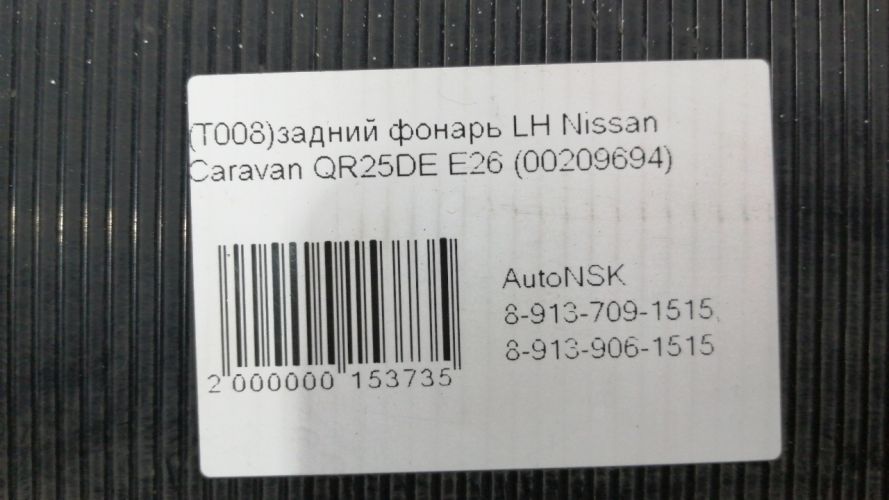 (T008)задний фонарь LH Nissan
Caravan QR25DE E26 (00209694)
AutoNSK
8-913-709-1515,
8-913-906-1515
2 000000 153735